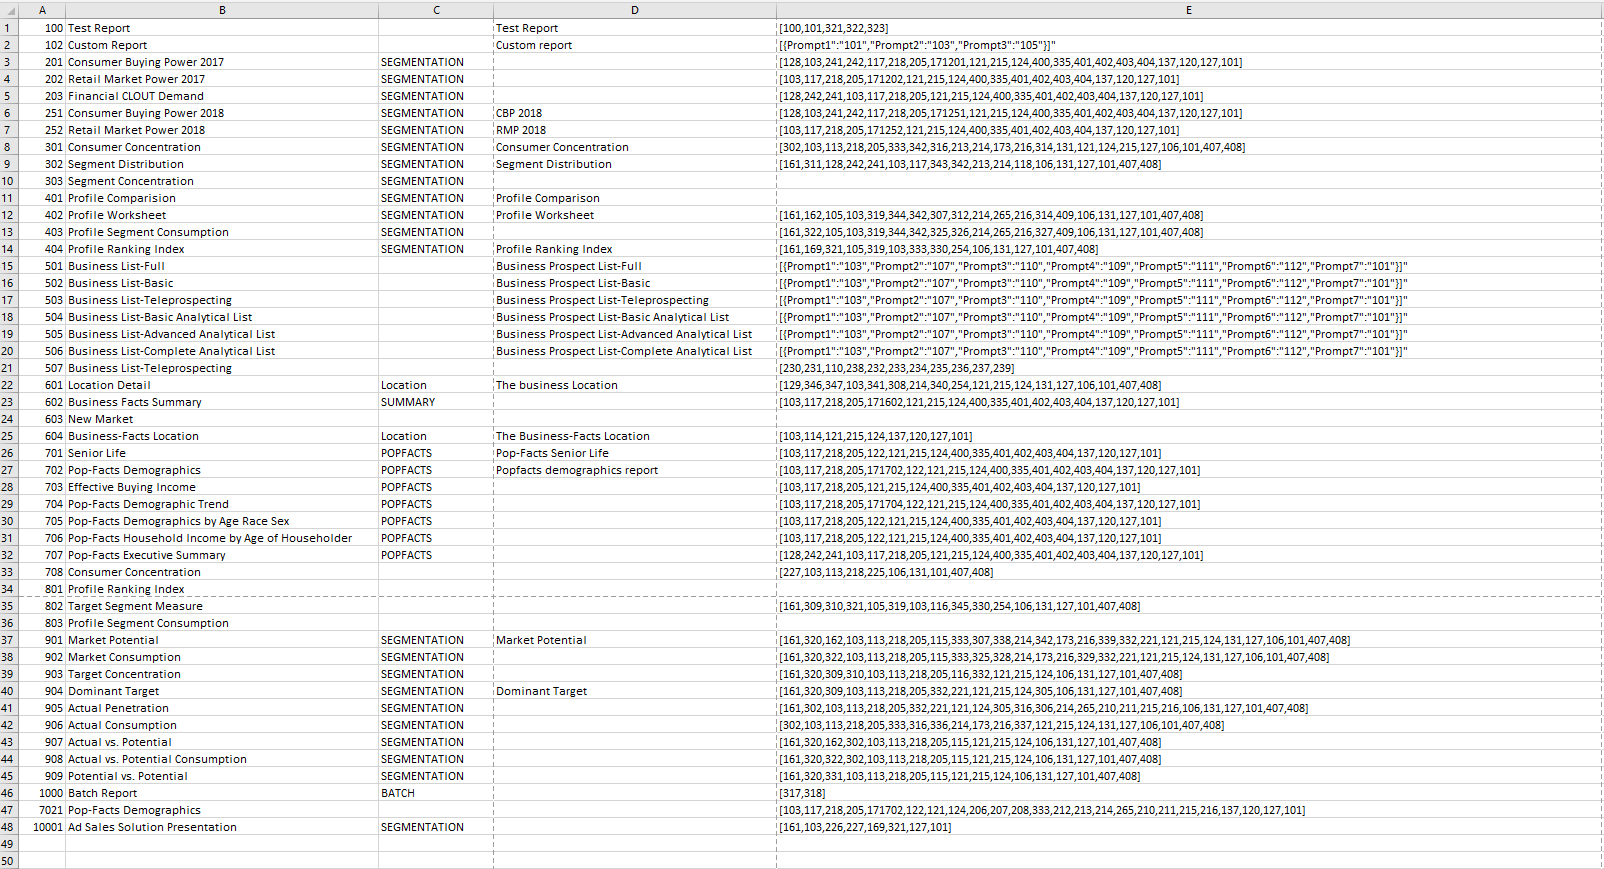 A B C D E
1 100 Test Report Test Report [100,101,321,322,323]
2 102 Custom Report Custom report [{Prompt1":"101","Prompt2":"103","Prompt3":"105"}]"
3 201 Consumer Buying Power 2017 SEGMENTATION [128,103,241,242,117,218,205,171201,121,215,124,400,335,401,402,403,404,137,120,127,101]
4 202 Retail Market Power 2017 SEGMENTATION [103,117,218,205,171202,121,215,124,400,335,401,402,403,404,137,120,127,101]
5 203 Financial CLOUT Demand SEGMENTATION [128,242,241,103,117,218,205,121,215,124,400,335,401,402,403,404,137,120,127,101]
6 251 Consumer Buying Power 2018 SEGMENTATION CBP 2018 [128,103,241,242,117,218,205,171251,121,215,124,400,335,401,402,403,404,137,120,127,101]
7 252 Retail Market Power 2018 SEGMENTATION RMP 2018 [103,117,218,205,171252,121,215,124,400,335,401,402,403,404,137,120,127,101]
8 301 Consumer Concentration SEGMENTATION Consumer Concentration [302,103,113,218,205,333,342,316,213,214,173,216,314,131,121,124,215,127,106,101,407,408]
9 302 Segment Distribution SEGMENTATION Segment Distribution [161,311,128,242,241,103,117,343,342,213,214,118,106,131,127,101,407,408]
10 303 Segment Concentration SEGMENTATION
11 401 Profile Comparision SEGMENTATION Profile Comparison
12 402 Profile Worksheet SEGMENTATION Profile Worksheet [161,162,105,103,319,344,342,307,312,214,265,216,314,409,106,131,127,101,407,408]
13 403 Profile Segment Consumption SEGMENTATION [161,322,105,103,319,344,342,325,326,214,265,216,327,409,106,131,127,101,407,408]
14 404 Profile Ranking Index SEGMENTATION Profile Ranking Index [161,169,321,105,319,103,333,330,254,106,131,127,101,407,408]
15 501 Business List-Full Business Prospect List-Full [{Prompt1":"103","Prompt2":"107","Prompt3":"110","Prompt4":"109","Prompt5":"111","Prompt6":"112","Prompt7":"101"}]"
16 502 Business List-Basic Business Prospect List-Basic [{Prompt1":"103","Prompt2":"107","Prompt3":"110","Prompt4":"109","Prompt5":"111","Prompt6":"112","Prompt7":"101"}]"
17 503 Business List-Teleprospecting Business Prospect List-Teleprospecting [{Prompt1":"103","Prompt2":"107","Prompt3":"110","Prompt4":"109","Prompt5":"111","Prompt6":"112","Prompt7":"101"}]"
18 504 Business List-Basic Analytical List Business Prospect List-Basic Analytical List [{Prompt1":"103","Prompt2":"107","Prompt3":"110","Prompt4":"109","Prompt5":"111","Prompt6":"112","Prompt7":"101"}]"
19 505 Business List-Advanced Analytical List Business Prospect List-Advanced Analytical List [{Prompt1":"103","Prompt2":"107","Prompt3":"110","Prompt4":"109","Prompt5":"111","Prompt6":"112","Prompt7":"101"}]"
20 506 Business List-Complete Analytical List Business Prospect List-Complete Analytical List [{Prompt1":"103","Prompt2":"107","Prompt3":"110","Prompt4":"109","Prompt5":"111","Prompt6":"112","Prompt7":"101"}]"
21 507 Business List-Teleprospecting [230,231,110,238,232,233,234,235,236,237,239]
22 601 Location Detail Location The business Location [129,346,347,103,341,308,214,340,254,121,215,124,131,127,106,101,407,408]
23 602 Business Facts Summary SUMMARY [103,117,218,205,171602,121,215,124,400,335,401,402,403,404,137,120,127,101]
24 603 New Market
25 604 Business-Facts Location Location The Business-Facts Location [103,114,121,215,124,137,120,127,101]
26 701 Senior Life POPFACTS Pop-Facts Senior Life [103,117,218,205,122,121,215,124,400,335,401,402,403,404,137,120,127,101]
27 702 Pop-Facts Demographics POPFACTS Popfacts demographics report [103,117,218,205,171702,122,121,215,124,400,335,401,402,403,404,137,120,127,101]
28 703 Effective Buying Income POPFACTS [103,117,218,205,121,215,124,400,335,401,402,403,404,137,120,127,101]
29 704 Pop-Facts Demographic Trend POPFACTS [103,117,218,205,171704,122,121,215,124,400,335,401,402,403,404,137,120,127,101]
30 705 Pop-Facts Demographics by Age Race Sex POPFACTS [103,117,218,205,122,121,215,124,400,335,401,402,403,404,137,120,127,101]
31 706 Pop-Facts Household Income by Age of Householder POPFACTS [103,117,218,205,122,121,215,124,400,335,401,402,403,404,137,120,127,101]
32 707 Pop-Facts Executive Summary POPFACTS [128,242,241,103,117,218,205,121,215,124,400,335,401,402,403,404,137,120,127,101]
33 708 Consumer Concentration [227,103,113,218,225,106,131,101,407,408]
34 801 Profile Ranking Index
35 802 Target Segment Measure [161,309,310,321,105,319,103,116,345,330,254,106,131,127,101,407,408]
36 803 Profile Segment Consumption
37 901 Market Potential SEGMENTATION Market Potential [161,320,162,103,113,218,205,115,333,307,338,214,342,173,216,339,332,221,121,215,124,131,127,106,101,407,408]
38 902 Market Consumption SEGMENTATION [161,320,322,103,113,218,205,115,333,325,328,214,173,216,329,332,221,121,215,124,131,127,106,101,407,408]
39 903 Target Concentration SEGMENTATION [161,320,309,310,103,113,218,205,116,332,121,215,124,106,131,127,101,407,408]
40 904 Dominant Target SEGMENTATION Dominant Target [161,320,309,103,113,218,205,332,221,121,215,124,305,106,131,127,101,407,408]
41 905 Actual Penetration SEGMENTATION [161,302,103,113,218,205,332,221,121,124,305,316,306,214,265,210,211,215,216,106,131,127,101,407,408]
42 906 Actual Consumption SEGMENTATION [302,103,113,218,205,333,316,336,214,173,216,337,121,215,124,131,127,106,101,407,408]
43 907 Actual vs. Potential SEGMENTATION [161,320,162,302,103,113,218,205,115,121,215,124,106,131,127,101,407,408]
44 908 Actual vs. Potential Consumption SEGMENTATION [161,320,322,302,103,113,218,205,115,121,215,124,106,131,127,101,407,408]
45 909 Potential vs. Potential SEGMENTATION [161,320,331,103,113,218,205,115,121,215,124,106,131,127,101,407,408]
46 1000 Batch Report BATCH [317,318]
47 7021 Pop-Facts Demographics [103,117,218,205,171702,122,121,124,206,207,208,333,212,213,214,265,210,211,215,216,137,120,127,101]
48 10001 Ad Sales Solution Presentation SEGMENTATION [161,103,226,227,169,321,127,101]
49
50